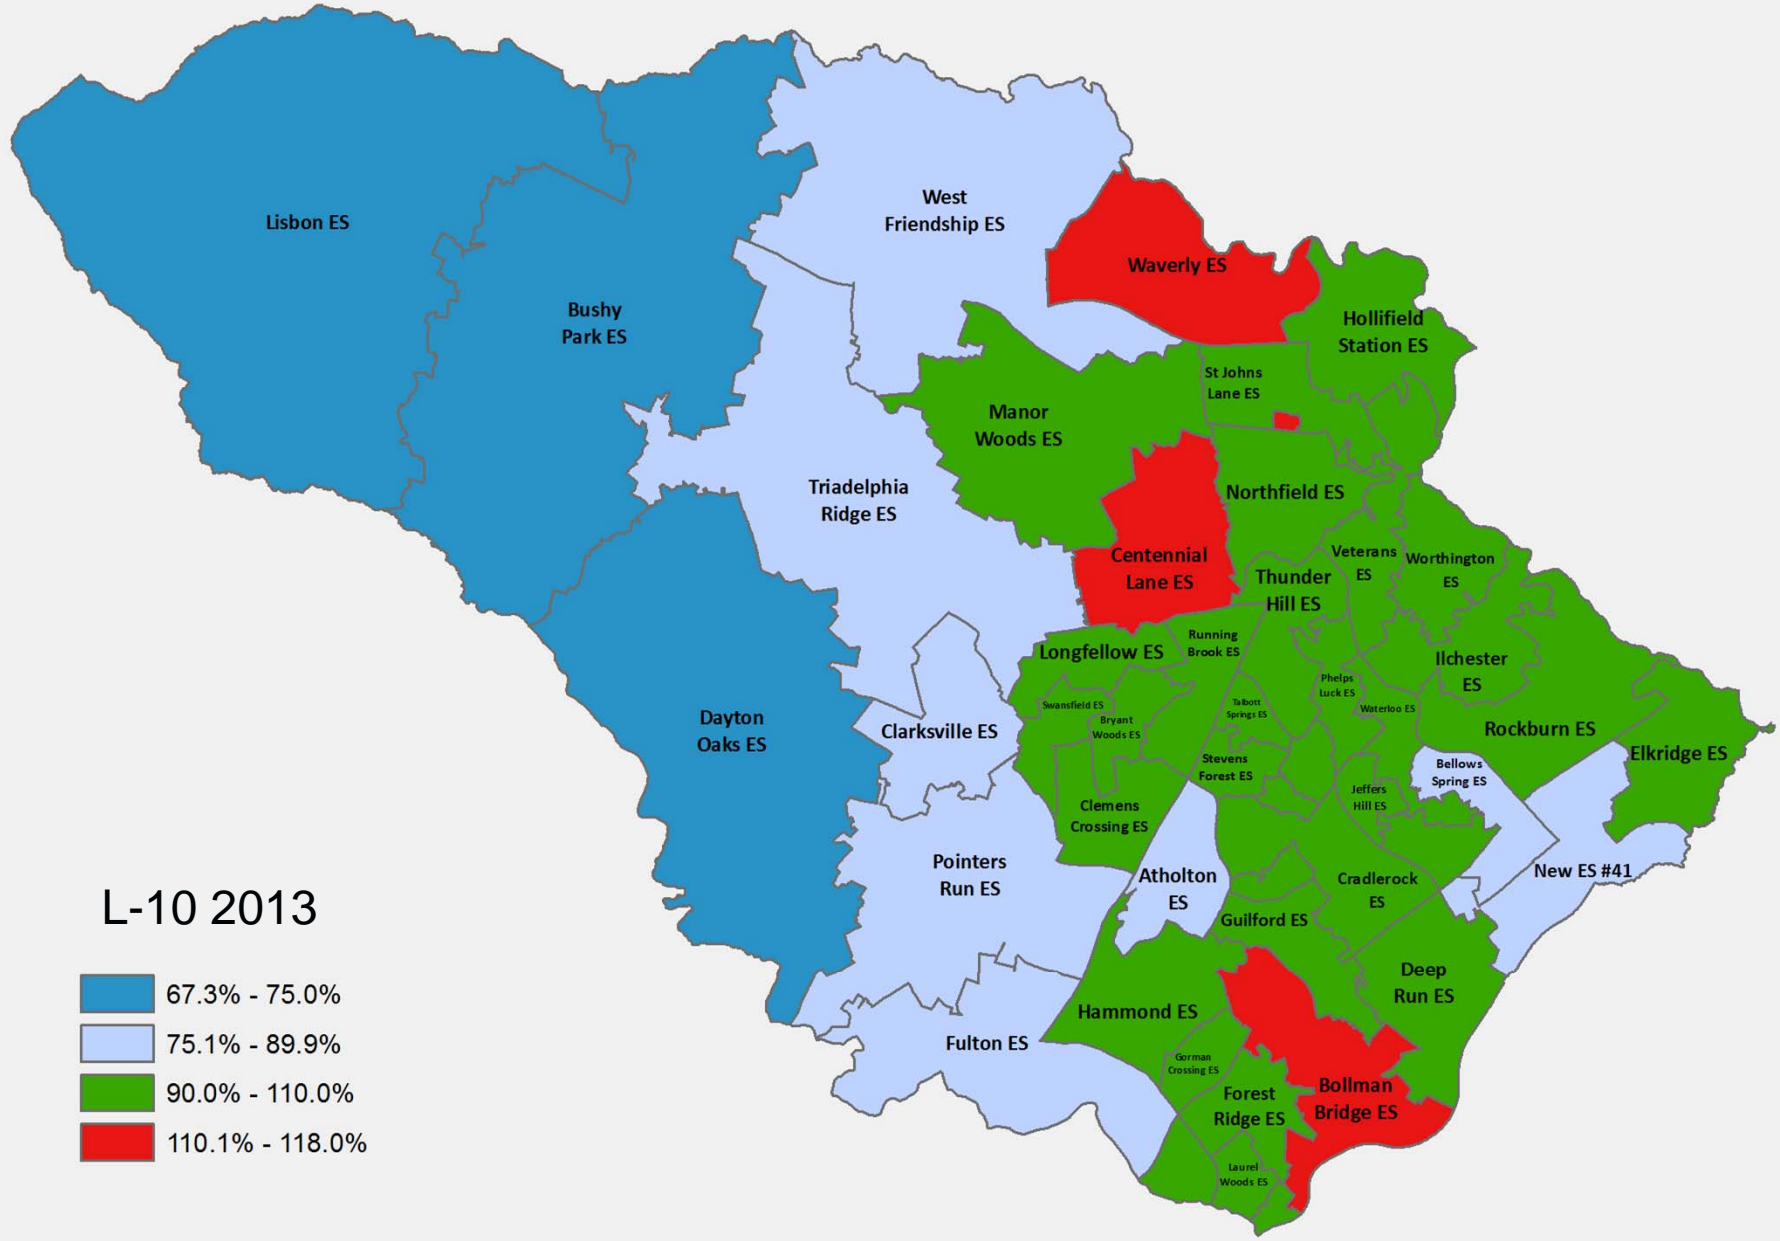 Lisbon ES
West
Friendship ES
Waverly ES
Bushy
Park ES
Hollifield
Station ES
St Johns
Lane ES
Manor
Woods ES
Triadelphia
Ridge ES
Northfield ES
Centennial
Lane ES
Veterans
ES
Worthington
ES
Thunder
Hill ES
Running
Brook ES
Longfellow ES
Ilchester
ES
Phelps
Luck ES
Swansfield ES
Talbott
Springs ES
Waterloo ES
Bryant
Woods ES
Dayton
Oaks ES
Clarksville ES
Rockburn ES
Elkridge ES
Stevens
Forest ES
Bellows
Spring ES
Jeffers
Hill ES
Clemens
Crossing ES
Pointers
Run ES
Atholton
ES
Cradlerock
ES
New ES #41
Guilford ES
Deep
Run ES
Hammond ES
Fulton ES
Gorman
Crossing ES
Forest
Ridge ES
Bollman
Bridge ES
Laurel
Woods ES
L-10 2013
67.3% - 75.0%
75.1% - 89.9%
90.0% - 110.0%
110.1% - 118.0%